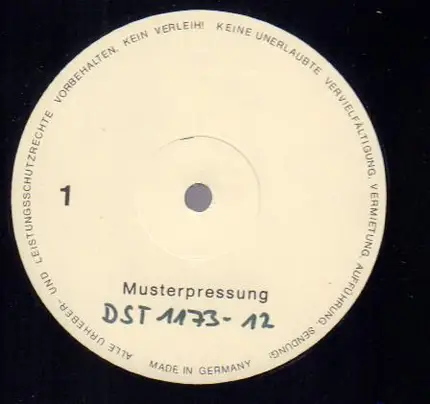 ALLE URHEBER- UND LEISTUNGSSCHUTZRECHTE VORBEHALTEN. KEIN VERLEIH! KEINE UNERLAUBTE VERVIELFÄLTIGUNG, VERMIETUNG, AUFFÜHRUNG, SENDUNG!
1
Musterpressung
DST 1173-12
MADE IN GERMANY